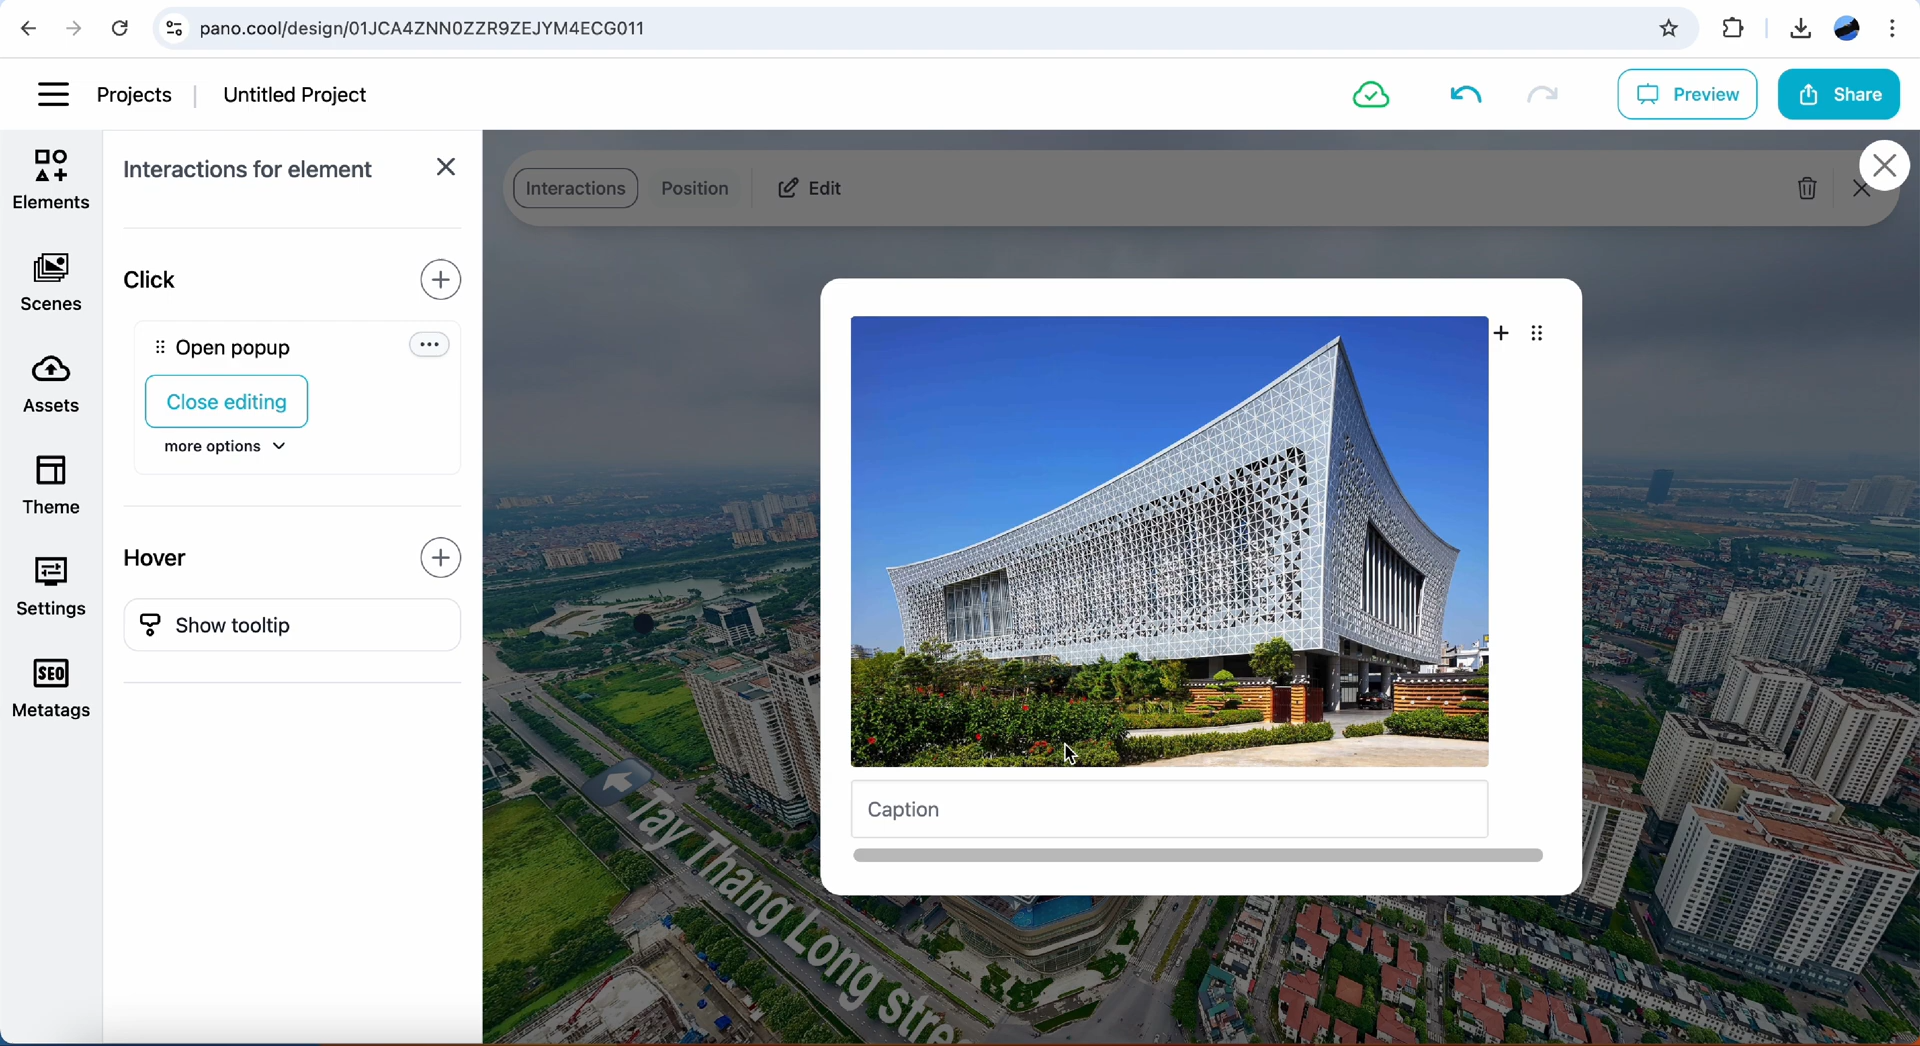 pano.cool/design/01JCA4ZNN0ZZR9ZEJYM4ECG011
Projects | Untitled Project
Preview
Share
Elements
Scenes
Assets
Theme
Settings
SEO
Metatags
Interactions for element
Click
Open popup
Close editing
more options
Hover
Show tooltip
Interactions
Position
Edit
Caption
Tay Thang Long stre